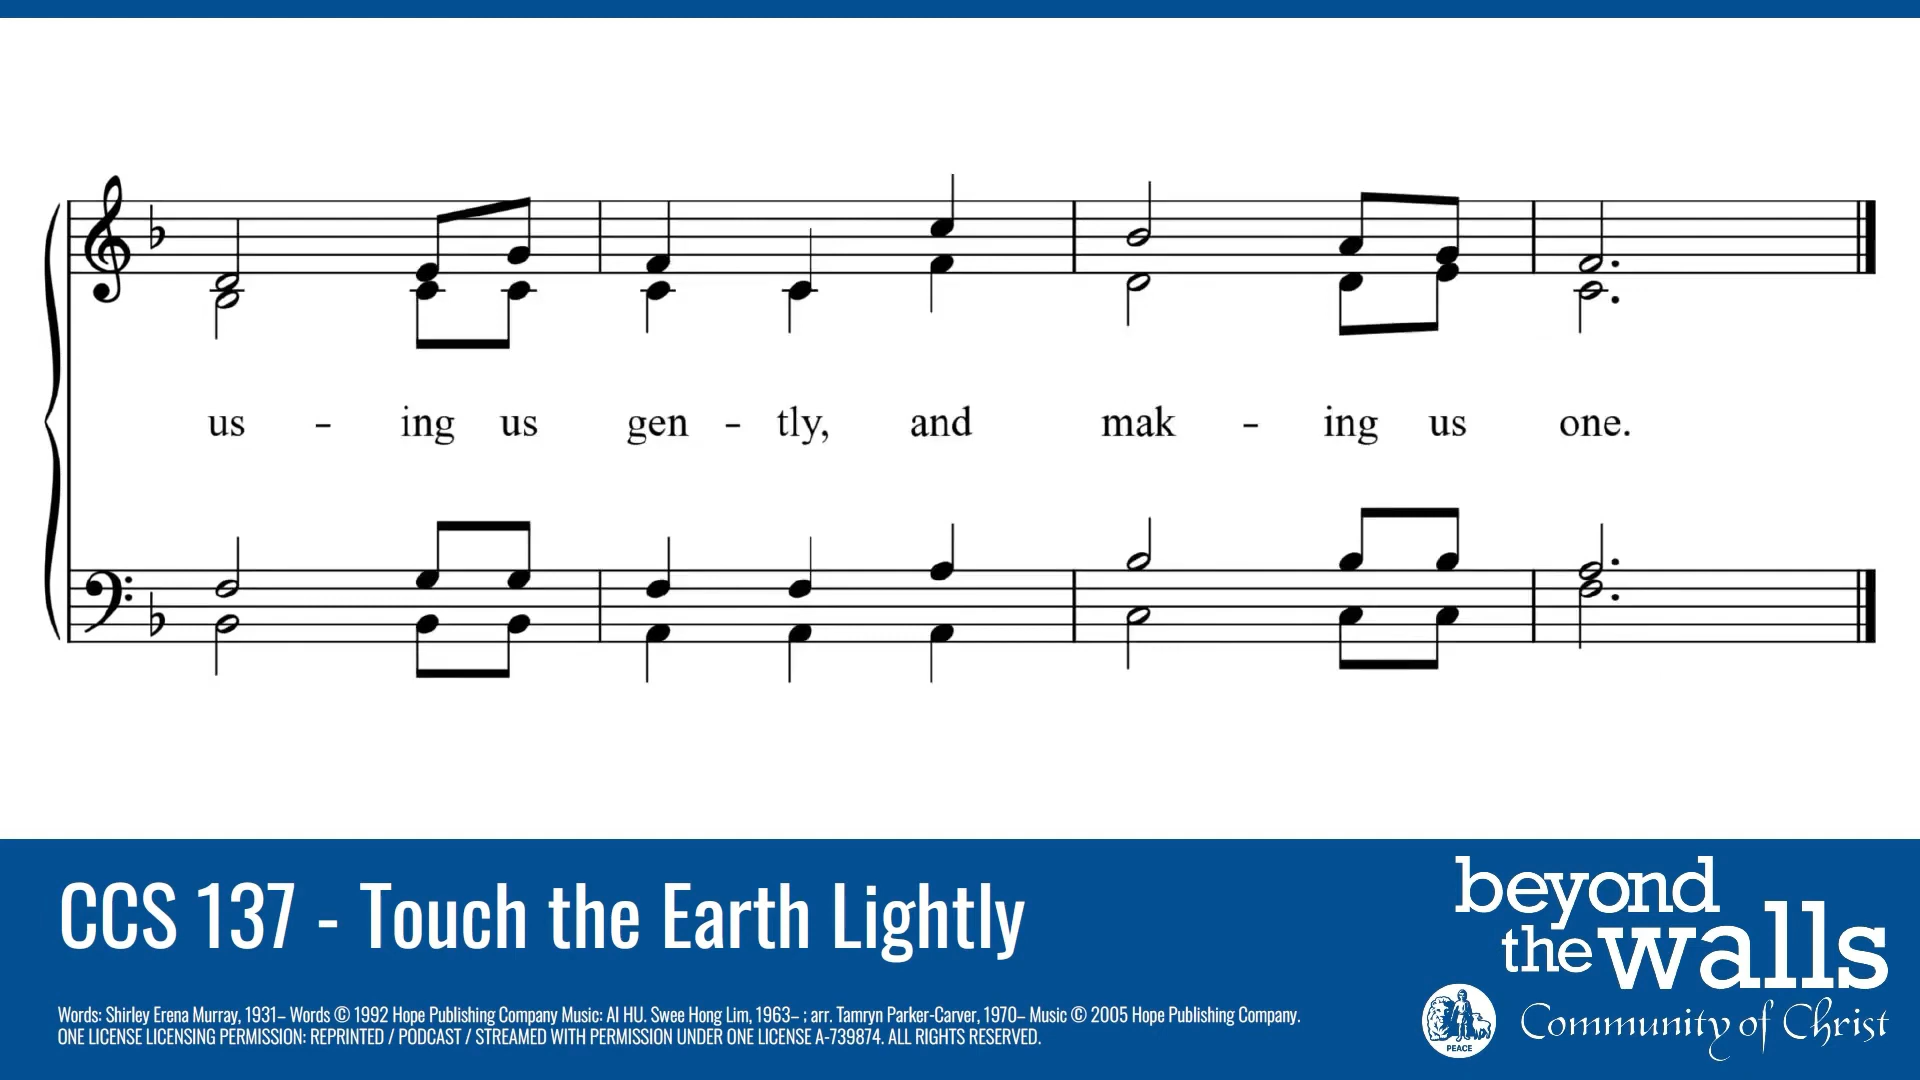 us - ing us gen - tly, and mak - ing us one.
CCS 137 - Touch the Earth Lightly
Words: Shirley Erena Murray, 1931– Words © 1992 Hope Publishing Company Music: AI HU. Swee Hong Lim, 1963– ; arr. Tamryn Parker-Carver, 1970– Music © 2005 Hope Publishing Company.
ONE LICENSE LICENSING PERMISSION: REPRINTED / PODCAST / STREAMED WITH PERMISSION UNDER ONE LICENSE A-739874. ALL RIGHTS RESERVED.
beyond
the walls
Community of Christ
PEACE